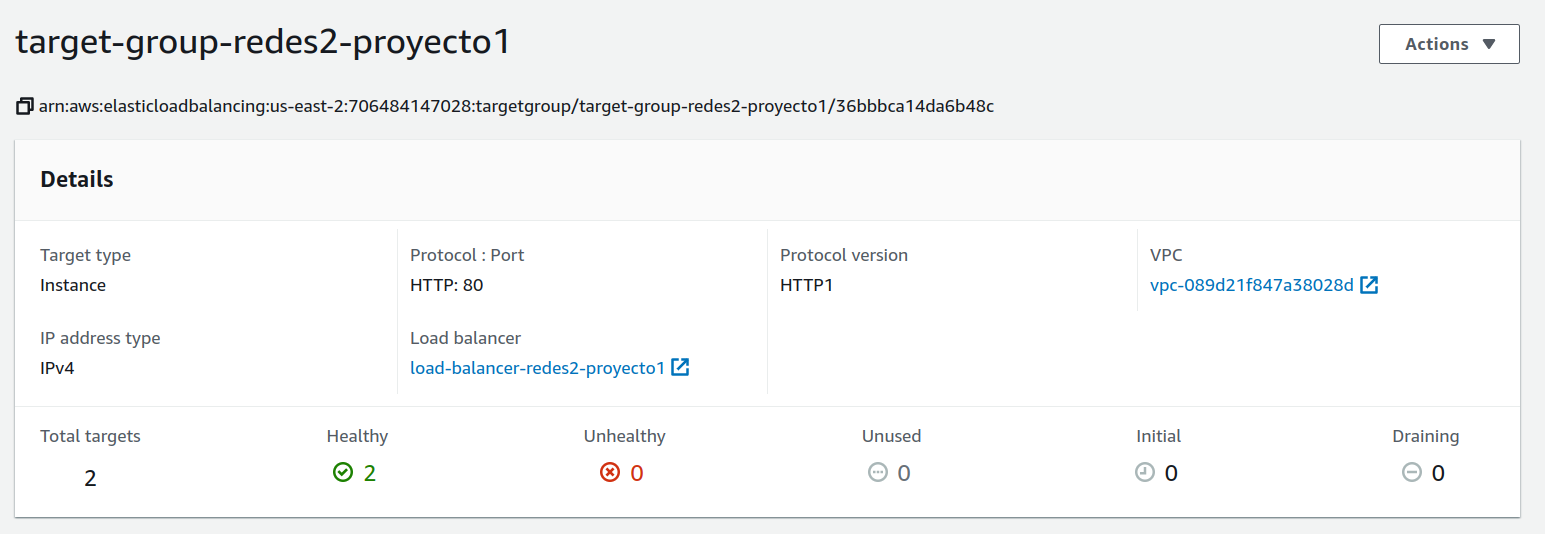 target-group-redes2-proyecto1
Actions
arn:aws:elasticloadbalancing:us-east-2:706484147028:targetgroup/target-group-redes2-proyecto1/36bbbca14da6b48c
Details
Target type
Instance
Protocol : Port
HTTP: 80
Protocol version
HTTP1
VPC
vpc-089d21f847a38028d
IP address type
IPv4
Load balancer
load-balancer-redes2-proyecto1
Total targets
2
Healthy
2
Unhealthy
0
Unused
0
Initial
0
Draining
0